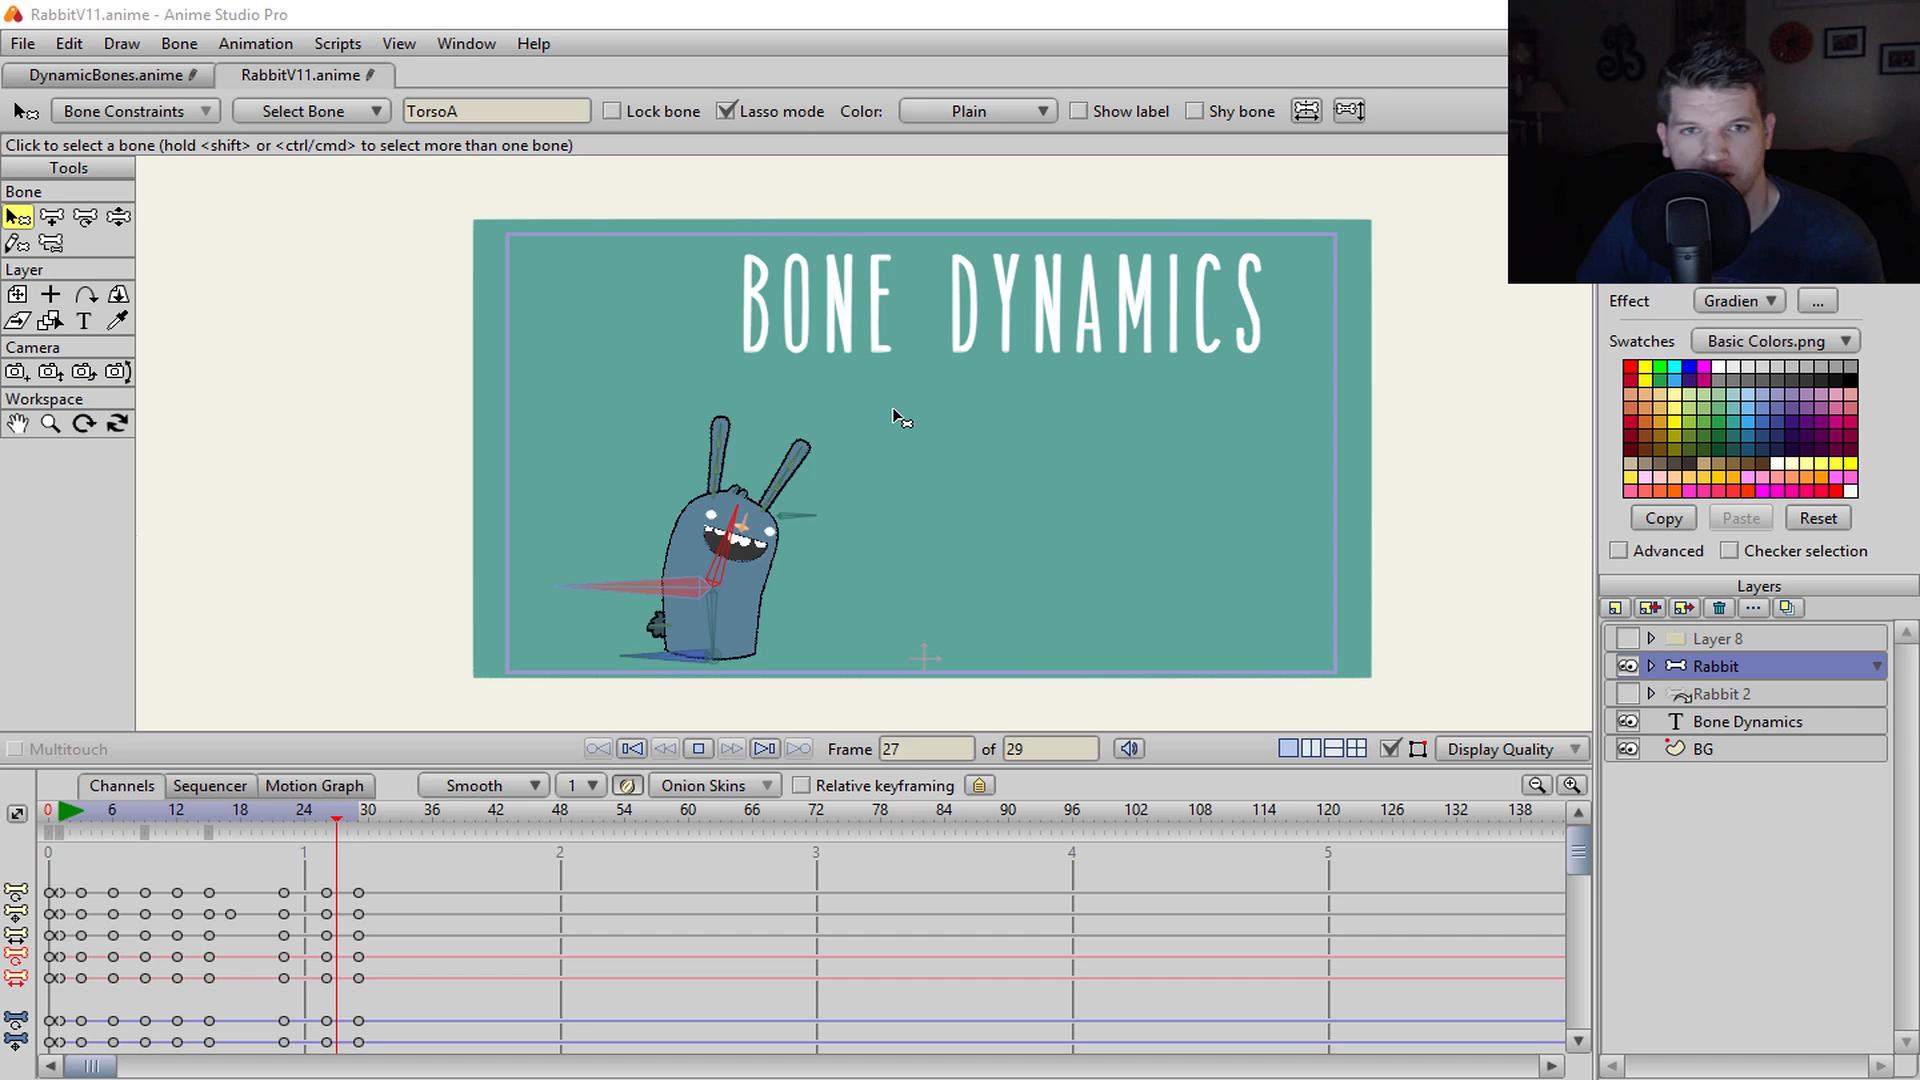 RabbitV11.anime - Anime Studio Pro
File Edit Draw Bone Animation Scripts View Window Help
DynamicBones.anime RabbitV11.anime
Bone Constraints Select Bone TorsoA Lock bone Lasso mode Color: Plain Show label Shy bone
Click to select a bone (hold <shift> or <ctrl/cmd> to select more than one bone)
Tools
Bone
Layer
T
Camera
Workspace
BONE DYNAMICS
Effect Gradien ...
Swatches Basic Colors.png
Copy Paste Reset
Advanced Checker selection
Layers
Layer 8
Rabbit
Rabbit 2
T Bone Dynamics
BG
Multitouch Frame 27 of 29 Display Quality
Channels Sequencer Motion Graph Smooth 1 Onion Skins Relative keyframing
0 6 12 18 24 30 36 42 48 54 60 66 72 78 84 90 96 102 108 114 120 126 132 138
0 1 2 3 4 5